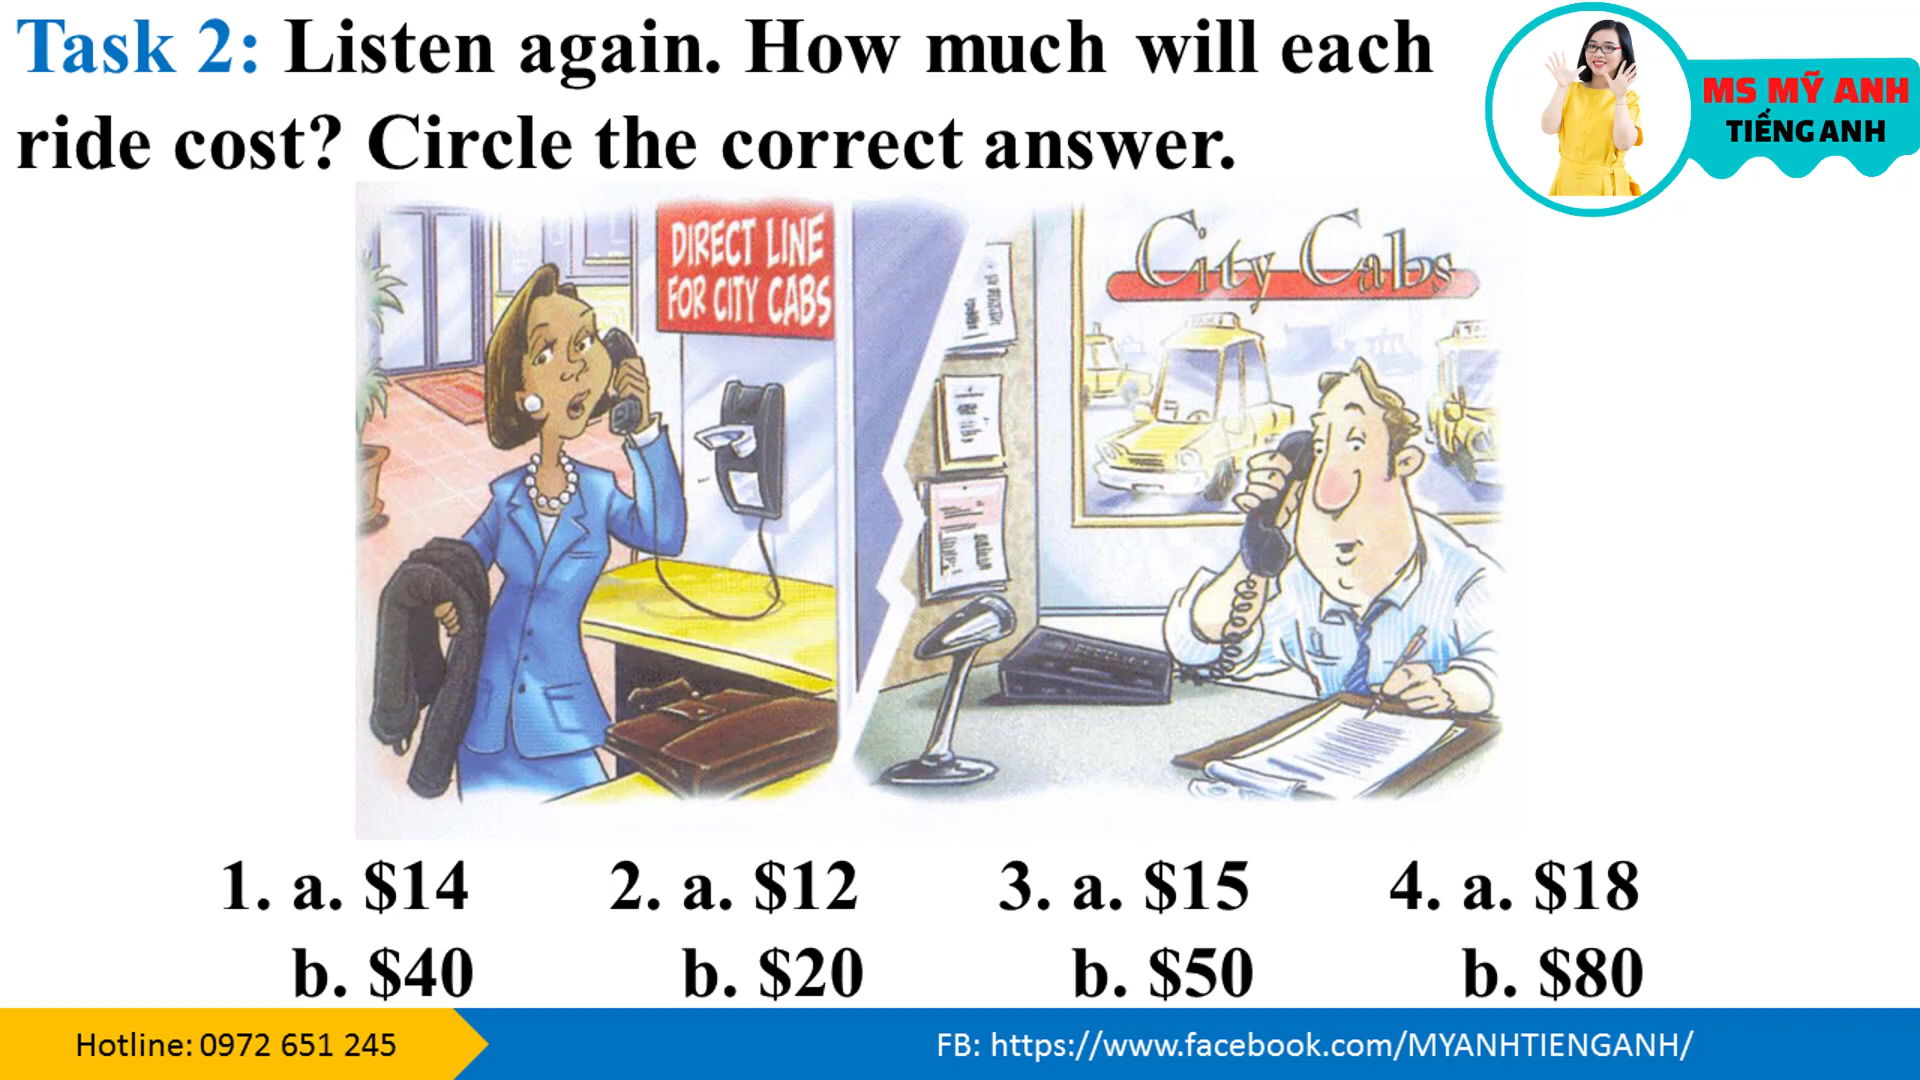 Task 2: Listen again. How much will each
ride cost? Circle the correct answer.
MS MỸ ANH
TIẾNG ANH
DIRECT LINE
FOR CITY CABS
City Cabs
TAXI
1. a. $14
b. $40
2. a. $12
b. $20
3. a. $15
b. $50
4. a. $18
b. $80
Hotline: 0972 651 245
FB: https://www.facebook.com/MYANHTIENGANH/